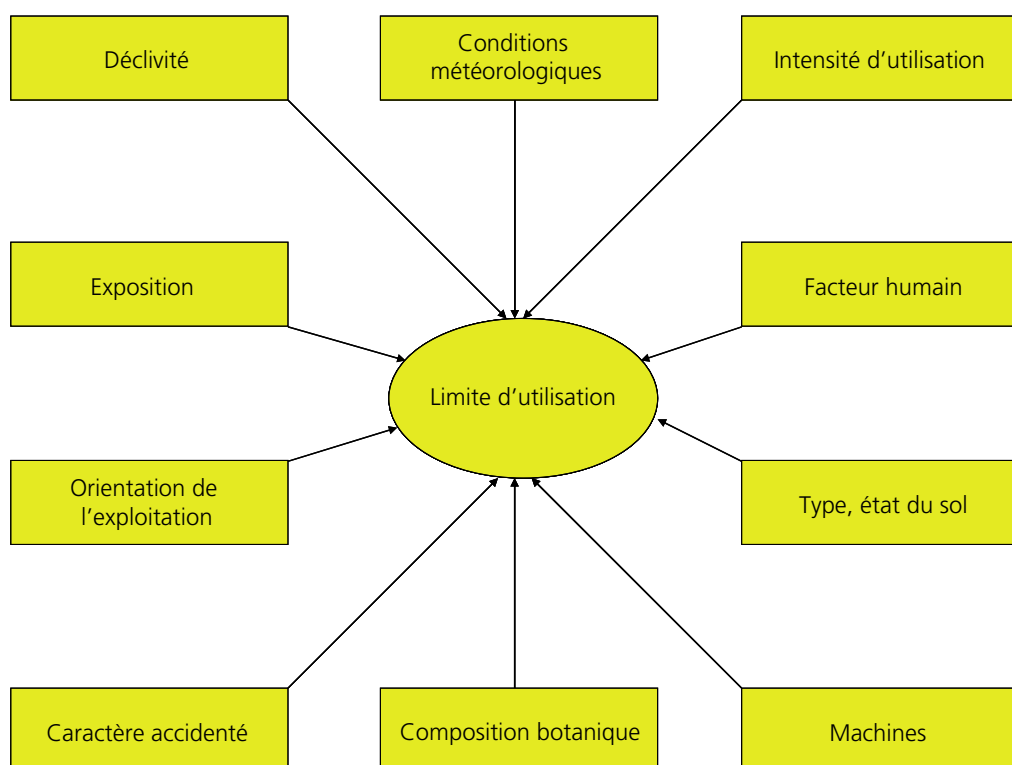 Déclivité
Conditions
météorologiques
Intensité d’utilisation
Exposition
Facteur humain
Limite d’utilisation
Orientation de
l’exploitation
Type, état du sol
Caractère accidenté
Composition botanique
Machines